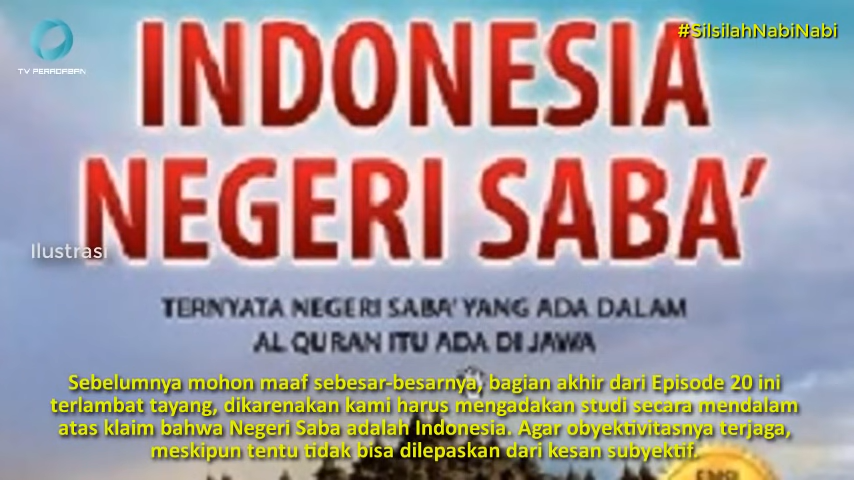 #SilsilahNabiNabi
TV PERADABAN
INDONESIA
NEGERI SABA'
Ilustrasi
TERNYATA NEGERI SABA' YANG ADA DALAM
AL QURAN ITU ADA DI JAWA
Sebelumnya mohon maaf sebesar-besarnya, bagian akhir dari Episode 20 ini
terlambat tayang, dikarenakan kami harus mengadakan studi secara mendalam
atas klaim bahwa Negeri Saba adalah Indonesia. Agar obyektivitasnya terjaga,
meskipun tentu tidak bisa dilepaskan dari kesan subyektif.